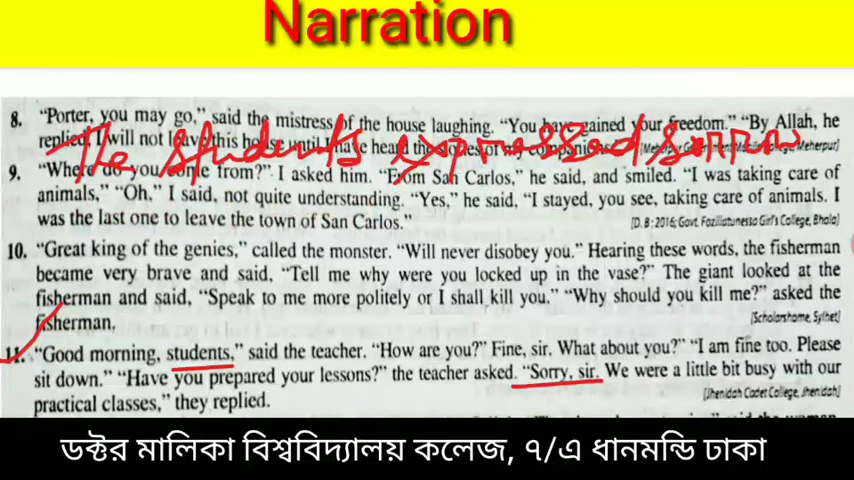 Narration
8. "Porter, you may go," said the mistress of the house laughing. "You have gained your freedom." "By Allah, he
replied, I will not leave this house until I have heard the stories of my companions.
The students expressed sorrow
9. "Where do you come from?" I asked him. "From San Carlos," he said, and smiled. "I was taking care of
animals," "Oh," I said, not quite understanding. "Yes," he said, "I stayed, you see, taking care of animals. I
was the last one to leave the town of San Carlos." [D. B: 2016; Govt. Fazilatunessa Girl's College, Bhola]
10. "Great king of the genies," called the monster. "Will never disobey you." Hearing these words, the fisherman
became very brave and said, "Tell me why were you locked up in the vase?" The giant looked at the
fisherman and said, "Speak to me more politely or I shall kill you." "Why should you kill me?" asked the
fisherman. [Scholarshome, Sylhet]
11. "Good morning, students," said the teacher. "How are you?" Fine, sir. What about you?" "I am fine too. Please
sit down." "Have you prepared your lessons?" the teacher asked. "Sorry, sir. We were a little bit busy with our
practical classes," they replied. [Jhenidah Cadet College, Jhenidah]
ডক্টর মালিকা বিশ্ববিদ্যালয় কলেজ, ৭/এ ধানমন্ডি ঢাকা